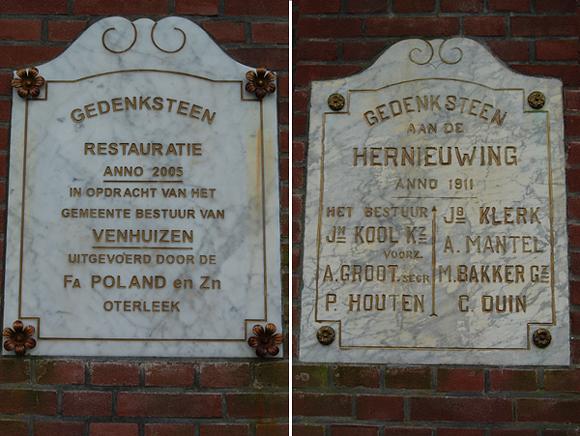 GEDENKSTEEN
RESTAURATIE
ANNO 2005
IN OPDRACHT VAN HET
GEMEENTE BESTUUR VAN
VENHUIZEN
UITGEVOERD DOOR DE
FA POLAND en Zn
OTERLEEK
GEDENKSTEEN
AAN DE
HERNIEUWING
ANNO 1911
HET BESTUUR
JN KOOL KZ
VOORZ.
A. GROOT SECR
P. HOUTEN
JB KLERK
A. MANTEL
M. BAKKER GZ
C. DUIN